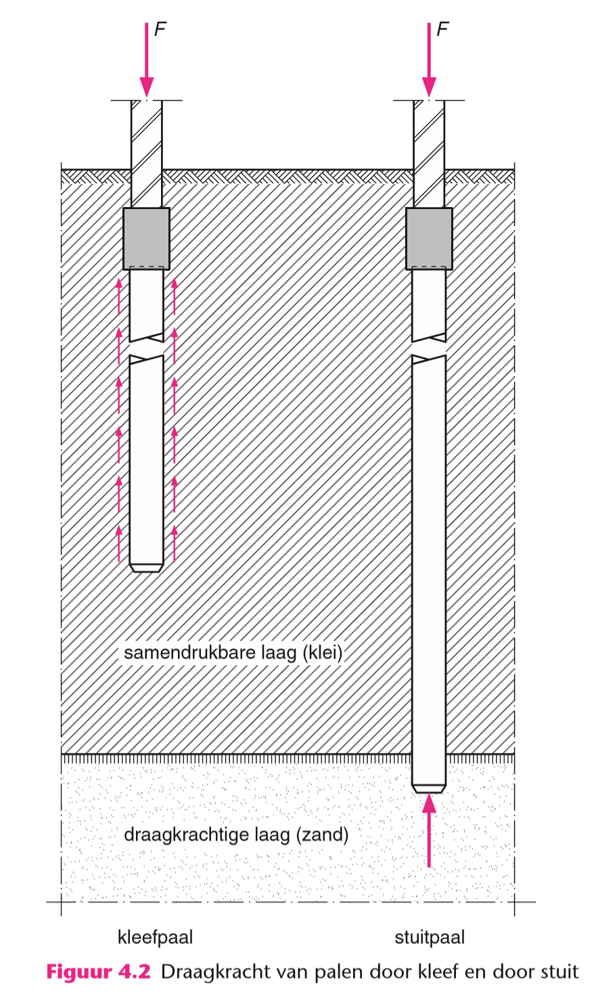 F
F
samendrukbare laag (klei)
draagkrachtige laag (zand)
kleefpaal
stuitpaal
Figuur 4.2 Draagkracht van palen door kleef en door stuit